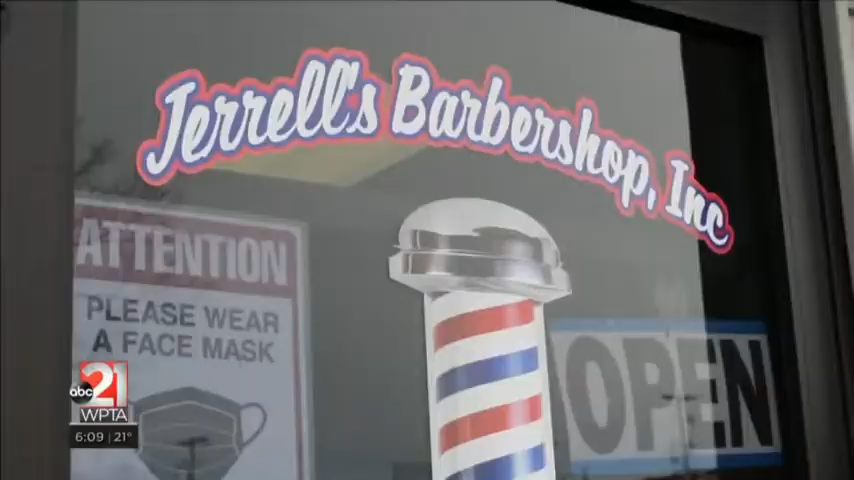 Jerrell's Barbershop, Inc
ATTENTION
PLEASE WEAR
A FACE MASK
OPEN
abc 21
WPTA
6:09 21°